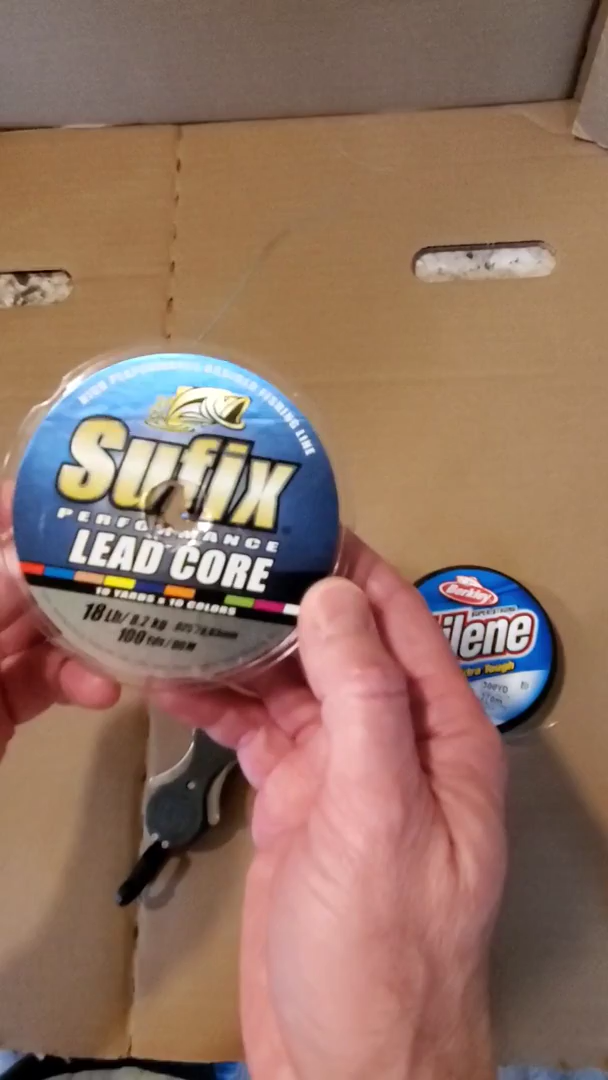 HIGH PERFORMANCE BRAIDED FISHING LINE
Sufix
PERFORMANCE
LEAD CORE
10 YARDS X 10 COLORS
18 Lb/ 8.2 kg
100 Yds/
Berkley
ilene
Tough